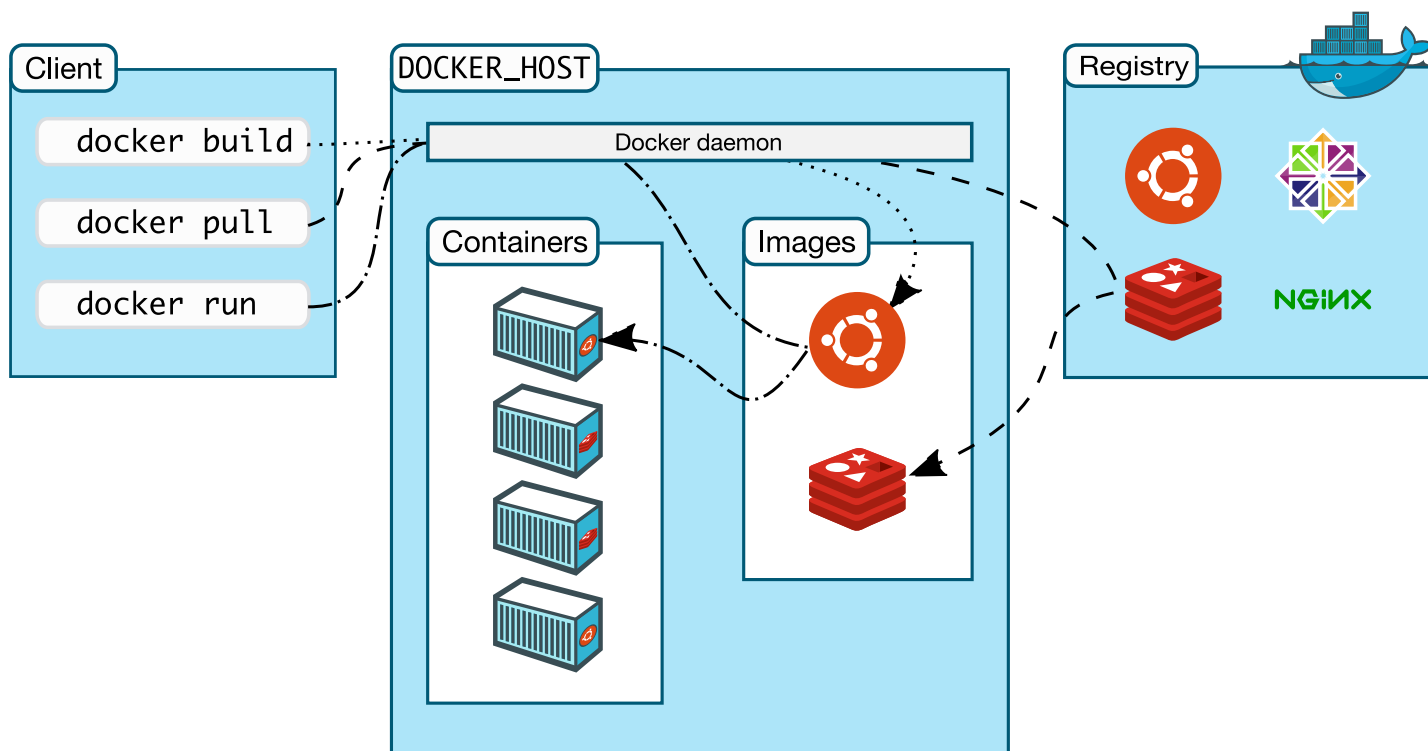 Client
docker build
docker pull
docker run
DOCKER_HOST
Docker daemon
Containers
Images
Registry
NGiNX